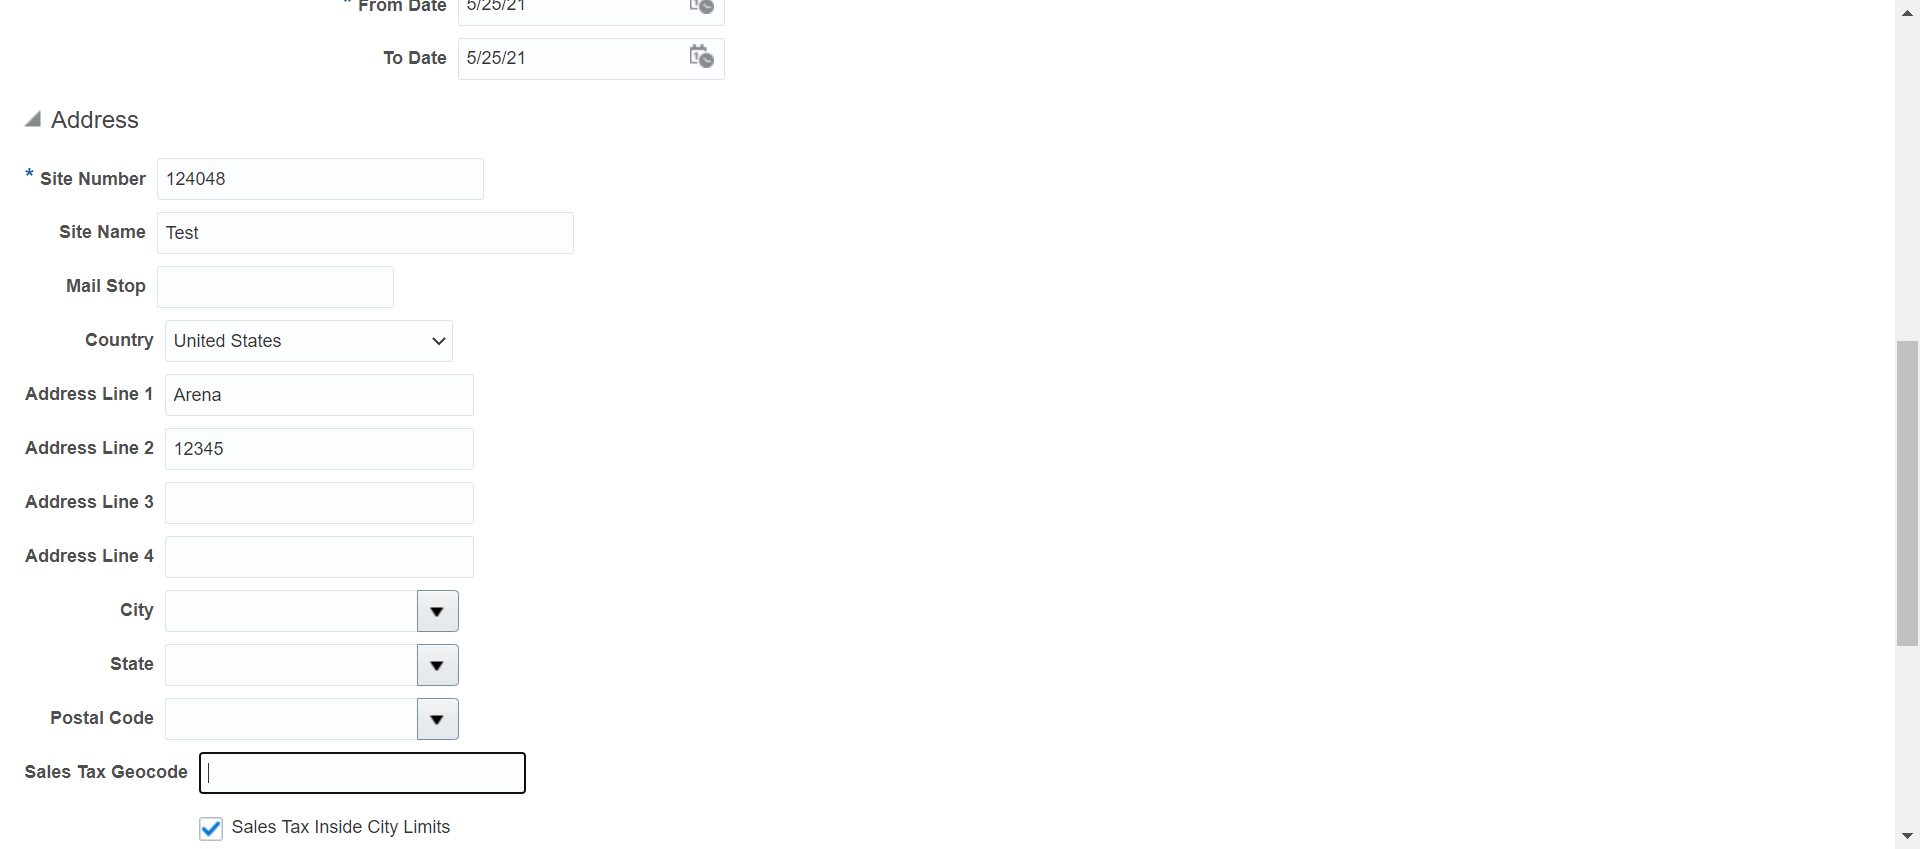 * From Date 5/25/21
To Date 5/25/21
Address
* Site Number 124048
Site Name Test
Mail Stop
Country United States
Address Line 1 Arena
Address Line 2 12345
Address Line 3
Address Line 4
City
State
Postal Code
Sales Tax Geocode
Sales Tax Inside City Limits